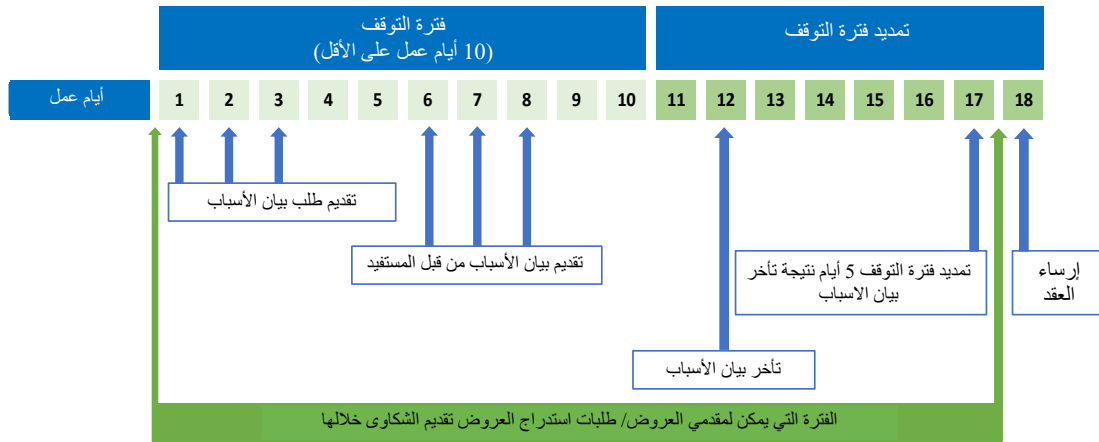 فترة التوقف
(10 أيام عمل على الأقل)
تمديد فترة التوقف
أيام عمل
1 2 3 4 5 6 7 8 9 10 11 12 13 14 15 16 17 18
تقديم طلب بيان الأسباب
تقديم بيان الأسباب من قبل المستفيد
تمديد فترة التوقف 5 أيام نتيجة تأخر
بيان الاسباب
إرساء
العقد
تأخر بيان الأسباب
الفترة التي يمكن لمقدمي العروض/ طلبات استدراج العروض تقديم الشكاوى خلالها